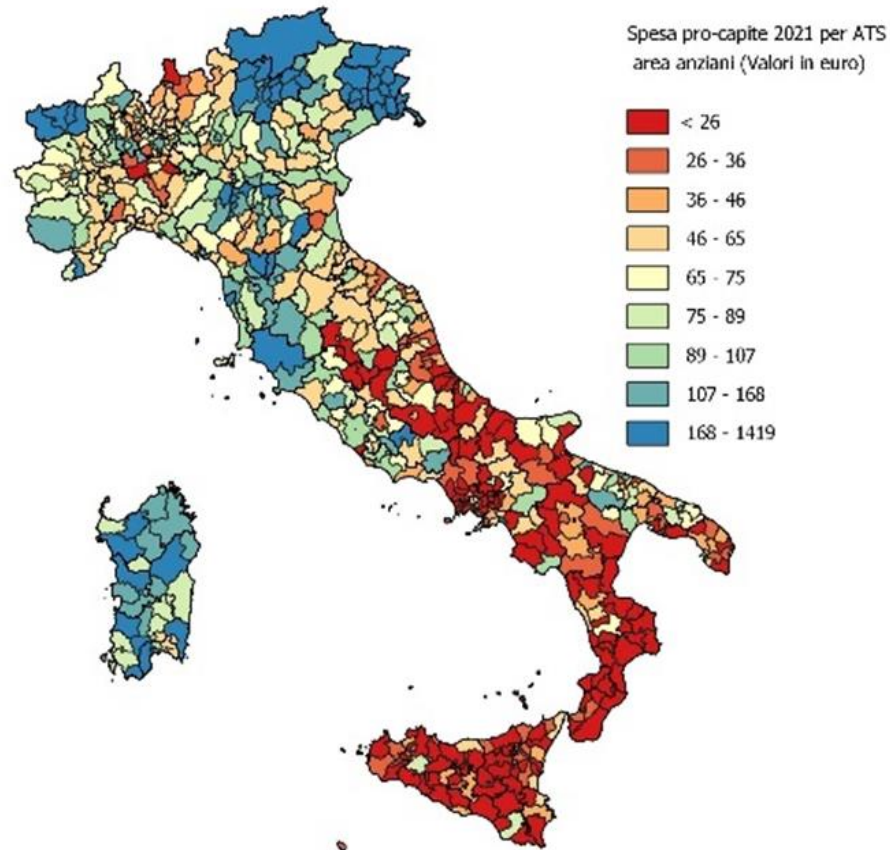 Spesa pro-capite 2021 per ATS
area anziani (Valori in euro)
< 26
26 - 36
36 - 46
46 - 65
65 - 75
75 - 89
89 - 107
107 - 168
168 - 1419